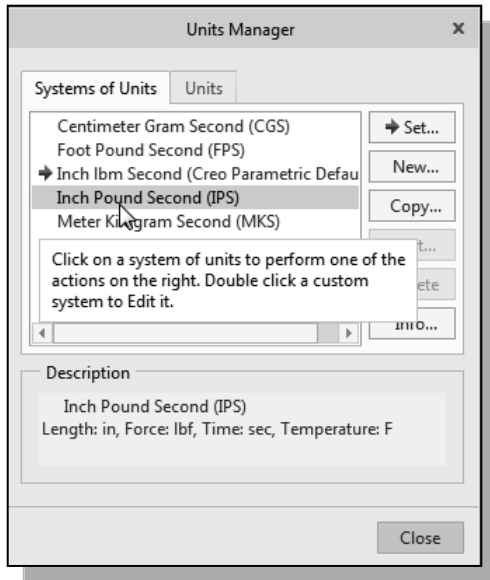 Units Manager
x
Systems of Units
Units
Centimeter Gram Second (CGS)
Foot Pound Second (FPS)
Inch lbm Second (Creo Parametric Defau
Inch Pound Second (IPS)
Meter Kilogram Second (MKS)
Click on a system of units to perform one of the
actions on the right. Double click a custom
system to Edit it.
Set...
New...
Copy...
t...
ete
Info...
Description
Inch Pound Second (IPS)
Length: in, Force: lbf, Time: sec, Temperature: F
Close